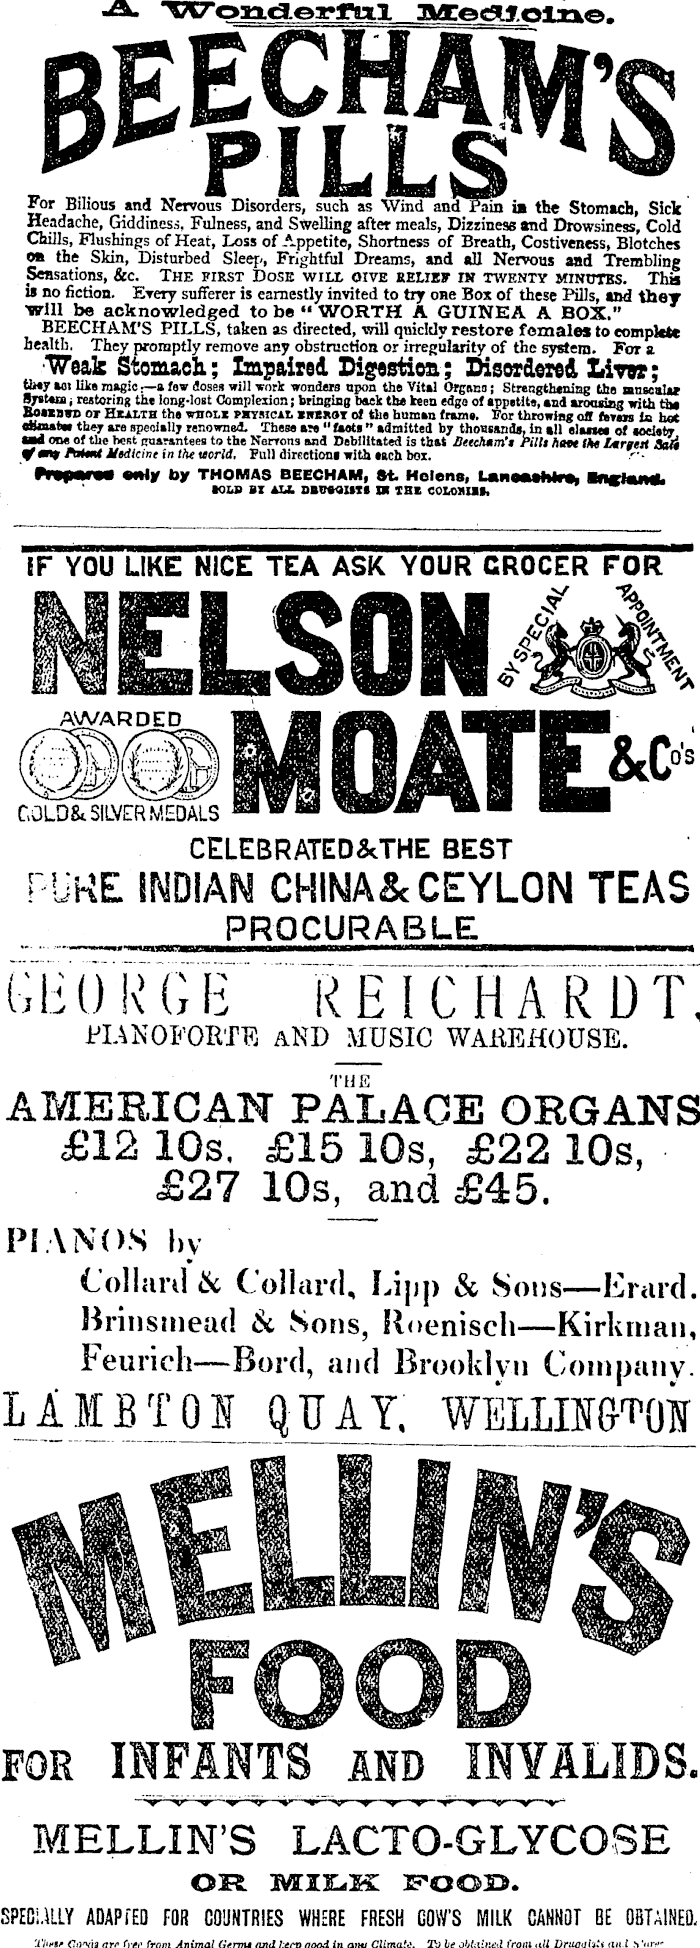 A Wonderful Medicine.
BEECHAM'S
PILLS
For Bilious and Nervous Disorders, such as Wind and Pain in the Stomach, Sick
Headache, Giddiness, Fulness, and Swelling after meals, Dizziness and Drowsiness, Cold
Chills, Flushings of Heat, Loss of Appetite, Shortness of Breath, Costiveness, Blotches
on the Skin, Disturbed Sleep, Frightful Dreams, and all Nervous and Trembling
Sensations, &c. THE FIRST DOSE WILL GIVE RELIEF IN TWENTY MINUTES. This
is no fiction. Every sufferer is earnestly invited to try one Box of these Pills, and they
will be acknowledged to be "WORTH A GUINEA A BOX."
BEECHAM'S PILLS, taken as directed, will quickly restore females to complete
health. They promptly remove any obstruction or irregularity of the system. For a
Weak Stomach; Impaired Digestion; Disordered Liver;
they act like magic:—a few doses will work wonders upon the Vital Organs; Strengthening the muscular
System; restoring the long-lost Complexion; bringing back the keen edge of appetite, and arousing with the
ROSEBUD OF HEALTH the WHOLE PHYSICAL ENERGY of the human frame. For throwing off fevers in hot
climates they are specially renowned. These are "facts" admitted by thousands, in all classes of society
and one of the best guarantees to the Nervous and Debilitated is that Beecham's Pills have the Largest Sale
of any Patent Medicine in the world. Full directions with each box.
Prepared only by THOMAS BEECHAM, St. Helens, Lancashire, England.
SOLD BY ALL DRUGGISTS IN THE COLONIES.
IF YOU LIKE NICE TEA ASK YOUR GROCER FOR
NELSON
BY SPECIAL APPOINTMENT
AWARDED
MOATE & Co's
GOLD & SILVER MEDALS
CELEBRATED & THE BEST
PURE INDIAN CHINA & CEYLON TEAS
PROCURABLE
GEORGE REICHARDT,
PIANOFORTE AND MUSIC WAREHOUSE.
THE
AMERICAN PALACE ORGANS
£12 10s, £15 10s, £22 10s,
£27 10s, and £45.
PIANOS by
Collard & Collard, Lipp & Sons—Erard.
Brinsmead & Sons, Roenisch—Kirkman,
Feurich—Bord, and Brooklyn Company.
LAMBTON QUAY, WELLINGTON
MELLIN'S
FOOD
FOR INFANTS AND INVALIDS.
MELLIN'S LACTO-GLYCOSE
OR MILK FOOD.
SPECIALLY ADAPTED FOR COUNTRIES WHERE FRESH COW'S MILK CANNOT BE OBTAINED.
These are free from Animal Germs and keep good in any Climate. To be obtained from all Druggists and Stores